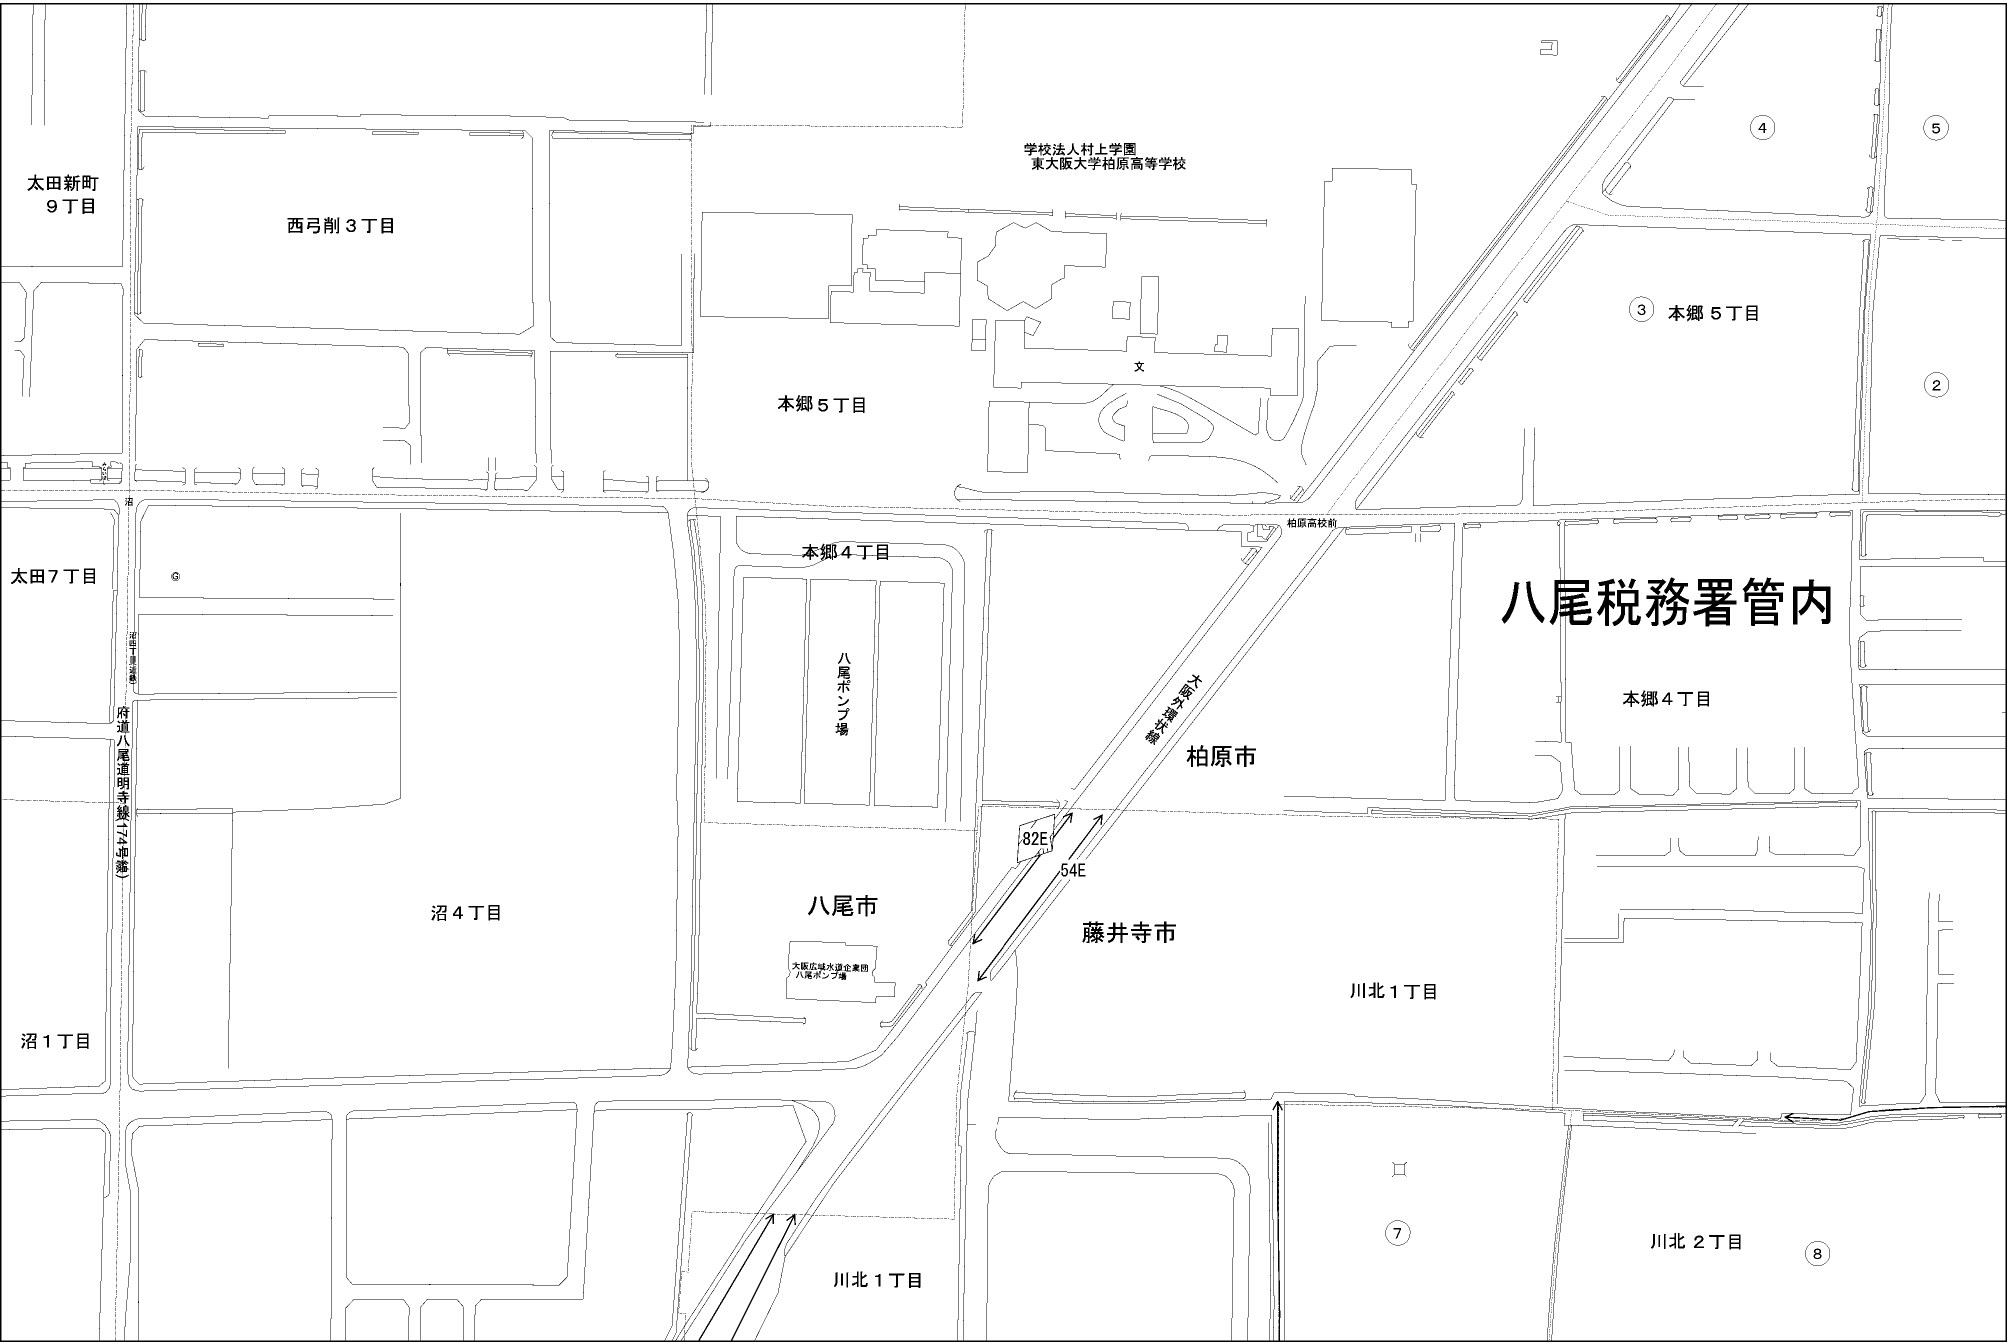 ④
⑤
学校法人村上学園
東大阪大学柏原高等学校
太田新町
９丁目
西弓削３丁目
③
本郷５丁目
②
文
本郷５丁目
沼
柏原高校前
本郷４丁目
太田７丁目
G
八尾税務署管内
八尾ポンプ場
大阪外環状線
本郷４丁目
府道八尾道明寺線(174号線)
柏原市
82E
54E
八尾市
沼４丁目
藤井寺市
大阪広域水道企業団
八尾ポンプ場
川北１丁目
沼１丁目
⑦
川北２丁目
⑧
川北１丁目